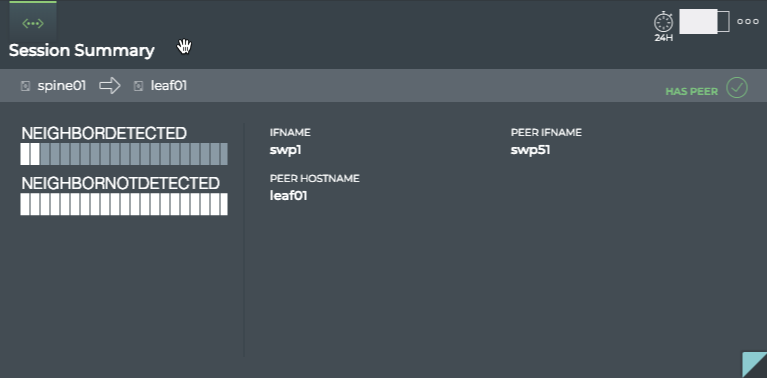 24H
Session Summary
spine01
leaf01
HAS PEER
NEIGHBORDETECTED
NEIGHBORNOTDETECTED
IFNAME
swp1
PEER IFNAME
swp51
PEER HOSTNAME
leaf01